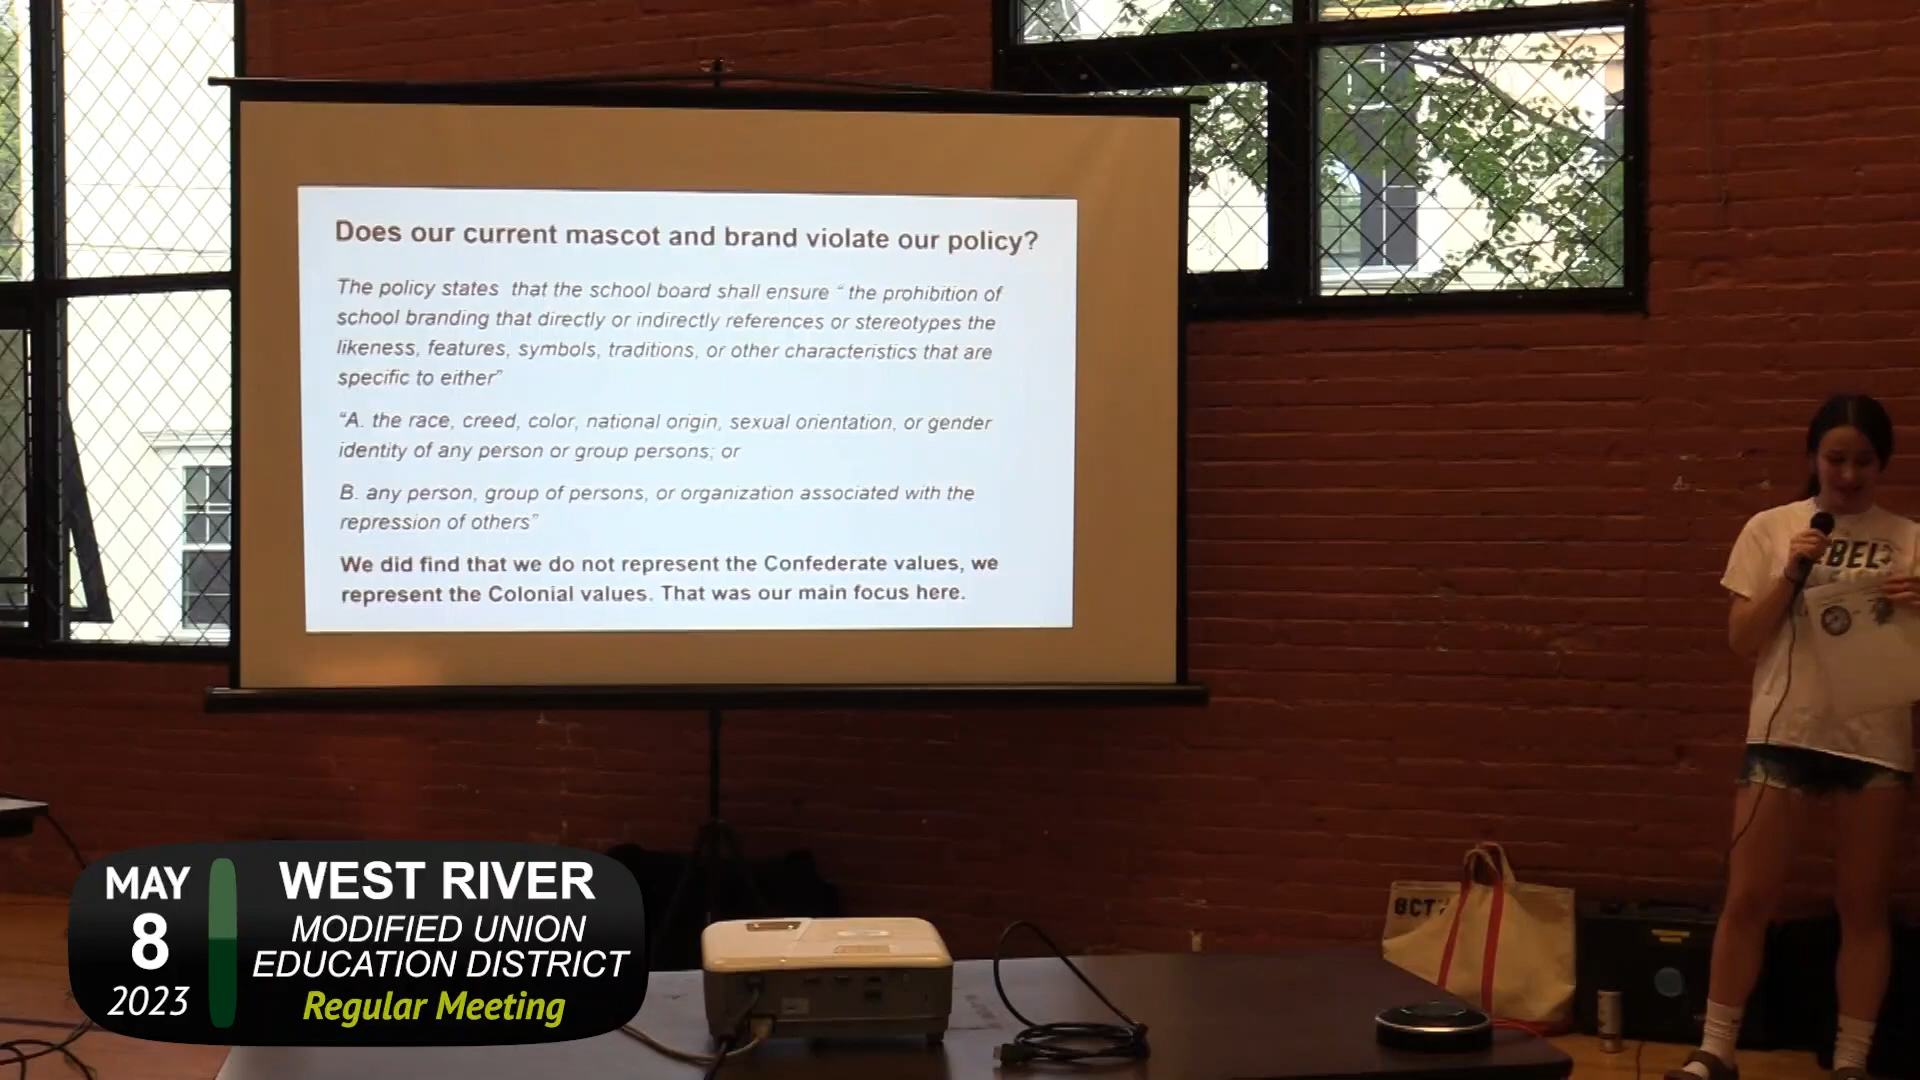 Does our current mascot and brand violate our policy?
The policy states that the school board shall ensure “ the prohibition of
school branding that directly or indirectly references or stereotypes the
likeness, features, symbols, traditions, or other characteristics that are
specific to either”
“A. the race, creed, color, national origin, sexual orientation, or gender
identity of any person or group persons; or
B. any person, group of persons, or organization associated with the
repression of others”
We did find that we do not represent the Confederate values, we
represent the Colonial values. That was our main focus here.
EBELS
BCT
MAY
8
2023
WEST RIVER
MODIFIED UNION
EDUCATION DISTRICT
Regular Meeting